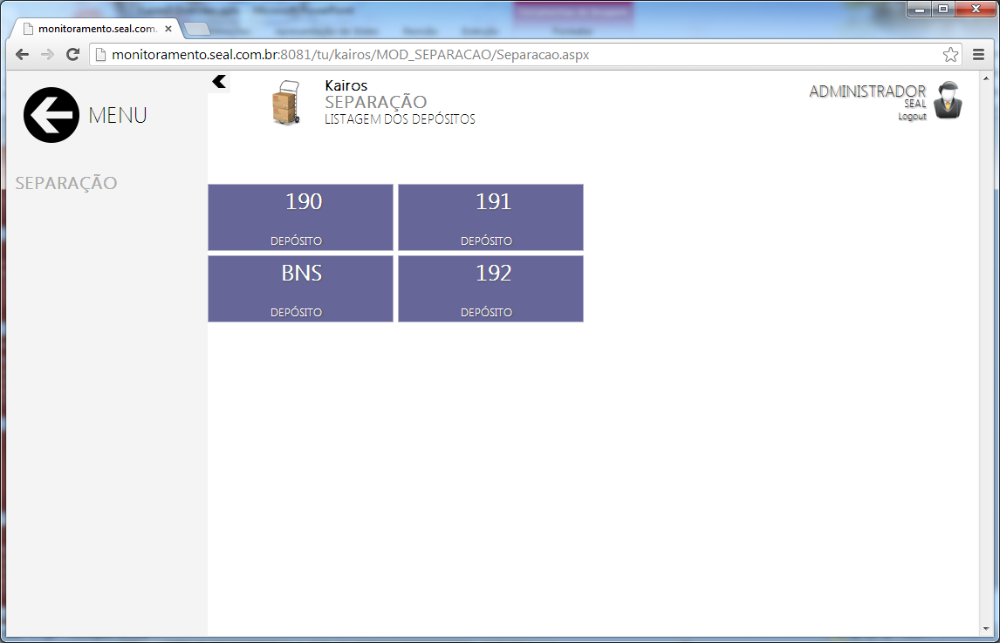 monitoramento.seal.com.
monitoramento.seal.com.br:8081/tu/kairos/MOD_SEPARACAO/Separacao.aspx
MENU
SEPARAÇÃO
Kairos
SEPARAÇÃO
LISTAGEM DOS DEPÓSITOS
ADMINISTRADOR
SEAL
Logout
190
DEPÓSITO
191
DEPÓSITO
BNS
DEPÓSITO
192
DEPÓSITO